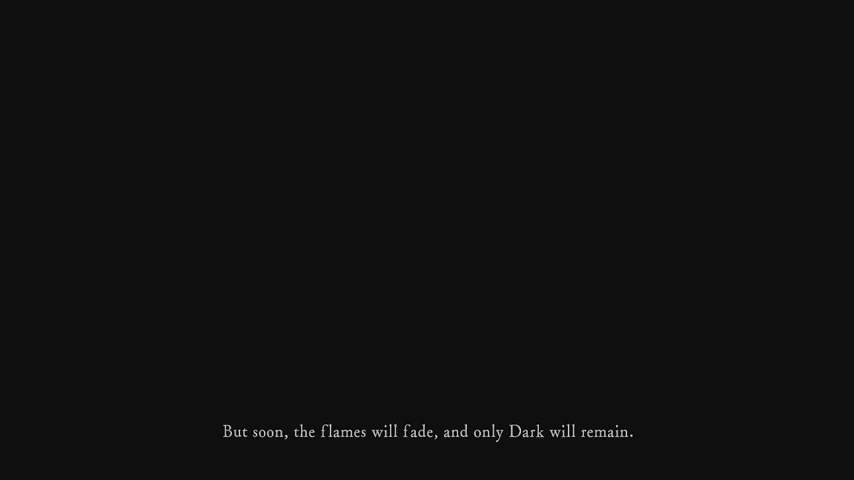 But soon, the flames will fade, and only Dark will remain.